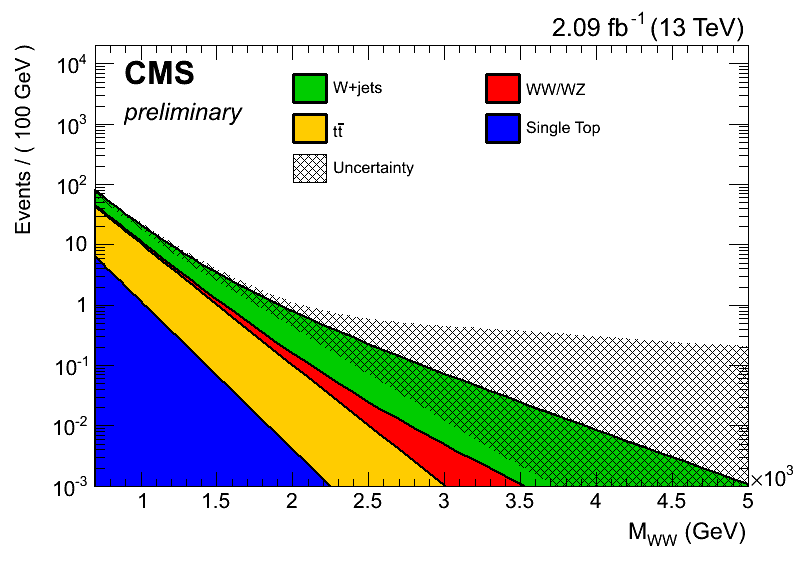 2.09 fb⁻¹ (13 TeV)
Events / ( 100 GeV )
CMS
preliminary
W+jets
WW/WZ
tt̄
Single Top
Uncertainty
10⁴
10³
10²
10
1
10⁻¹
10⁻²
10⁻³
1 1.5 2 2.5 3 3.5 4 4.5 5
×10³
M_WW (GeV)